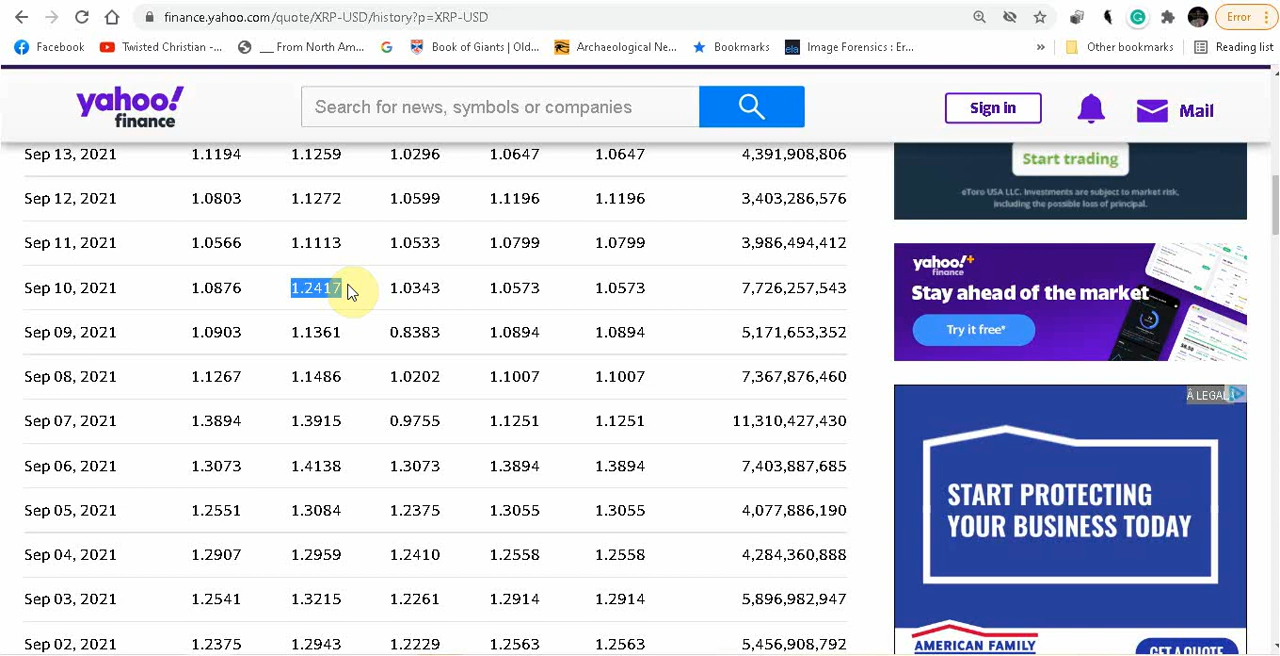 finance.yahoo.com/quote/XRP-USD/history?p=XRP-USD
Error
Facebook
Twisted Christian -...
__ From North Am...
Book of Giants | Old...
Archaeological Ne...
Bookmarks
Image Forensics : Er...
»
Other bookmarks
Reading list
yahoo!
finance
Search for news, symbols or companies
Sign in
Mail
Sep 13, 2021 1.1194 1.1259 1.0296 1.0647 1.0647 4,391,908,806
Sep 12, 2021 1.0803 1.1272 1.0599 1.1196 1.1196 3,403,286,576
Sep 11, 2021 1.0566 1.1113 1.0533 1.0799 1.0799 3,986,494,412
Sep 10, 2021 1.0876 1.2417 1.0343 1.0573 1.0573 7,726,257,543
Sep 09, 2021 1.0903 1.1361 0.8383 1.0894 1.0894 5,171,653,352
Sep 08, 2021 1.1267 1.1486 1.0202 1.1007 1.1007 7,367,876,460
Sep 07, 2021 1.3894 1.3915 0.9755 1.1251 1.1251 11,310,427,430
Sep 06, 2021 1.3073 1.4138 1.3073 1.3894 1.3894 7,403,887,685
Sep 05, 2021 1.2551 1.3084 1.2375 1.3055 1.3055 4,077,886,190
Sep 04, 2021 1.2907 1.2959 1.2410 1.2558 1.2558 4,284,360,888
Sep 03, 2021 1.2541 1.3215 1.2261 1.2914 1.2914 5,896,982,947
Sep 02, 2021 1.2375 1.2943 1.2229 1.2563 1.2563 5,456,908,792
Start trading
eToro USA LLC. Investments are subject to market risk,
including the possible loss of principal.
yahoo!+
finance
Stay ahead of the market
Try it free*
START PROTECTING
YOUR BUSINESS TODAY
AMERICAN FAMILY
GET A QUOTE